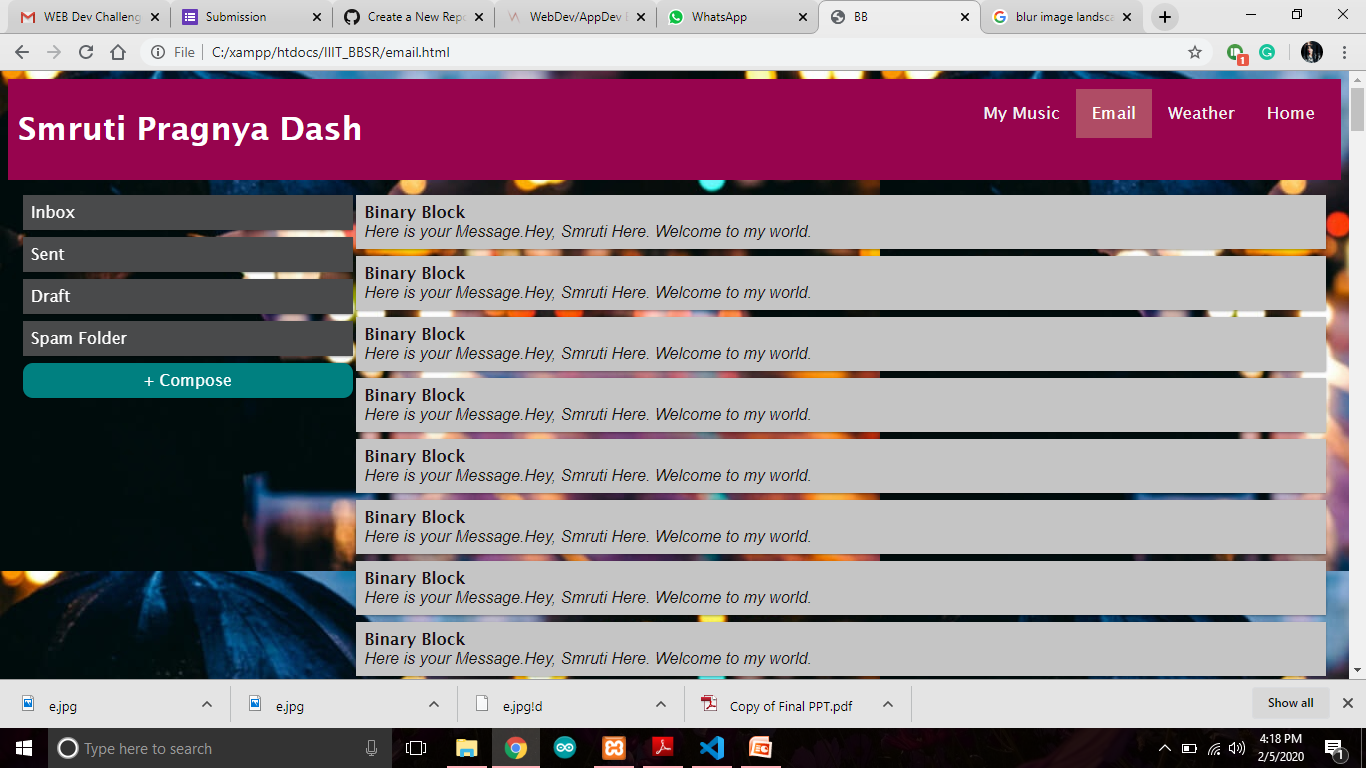 WEB Dev Challeng
Submission
Create a New Repo
WebDev/AppDev
WhatsApp
BB
blur image landsca
File
C:/xampp/htdocs/IIIT_BBSR/email.html
1
Smruti Pragnya Dash
My Music
Email
Weather
Home
Inbox
Sent
Draft
Spam Folder
+ Compose
Binary Block
Here is your Message.Hey, Smruti Here. Welcome to my world.
Binary Block
Here is your Message.Hey, Smruti Here. Welcome to my world.
Binary Block
Here is your Message.Hey, Smruti Here. Welcome to my world.
Binary Block
Here is your Message.Hey, Smruti Here. Welcome to my world.
Binary Block
Here is your Message.Hey, Smruti Here. Welcome to my world.
Binary Block
Here is your Message.Hey, Smruti Here. Welcome to my world.
Binary Block
Here is your Message.Hey, Smruti Here. Welcome to my world.
Binary Block
Here is your Message.Hey, Smruti Here. Welcome to my world.
e.jpg
e.jpg
e.jpg!d
Copy of Final PPT.pdf
Show all
Type here to search
4:18 PM
2/5/2020
1